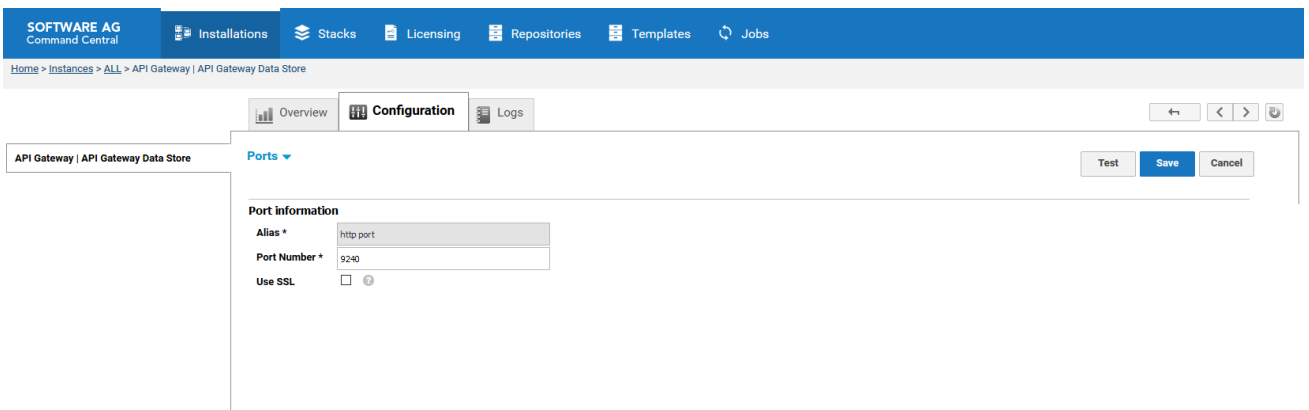 SOFTWARE AG
Command Central
Installations Stacks Licensing Repositories Templates Jobs
Home > Instances > ALL > API Gateway | API Gateway Data Store
Overview Configuration Logs
API Gateway | API Gateway Data Store
Ports
Test Save Cancel
Port information
Alias * http port
Port Number * 9240
Use SSL ?